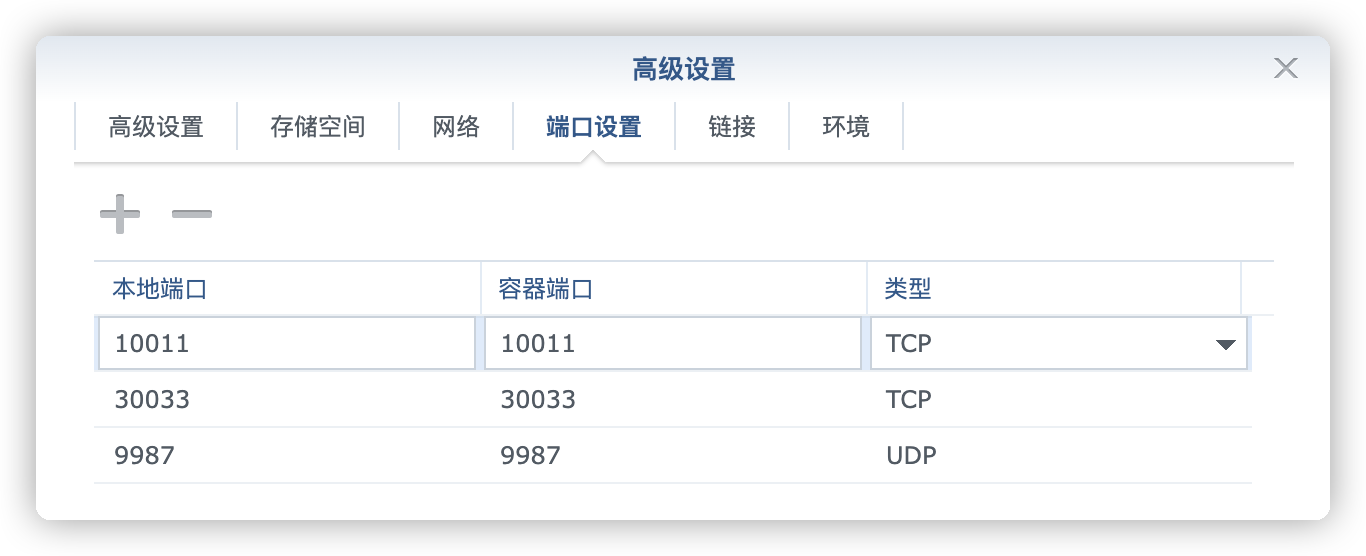 高级设置
高级设置 存储空间 网络 端口设置 链接 环境
本地端口 容器端口 类型
10011 10011 TCP
30033 30033 TCP
9987 9987 UDP